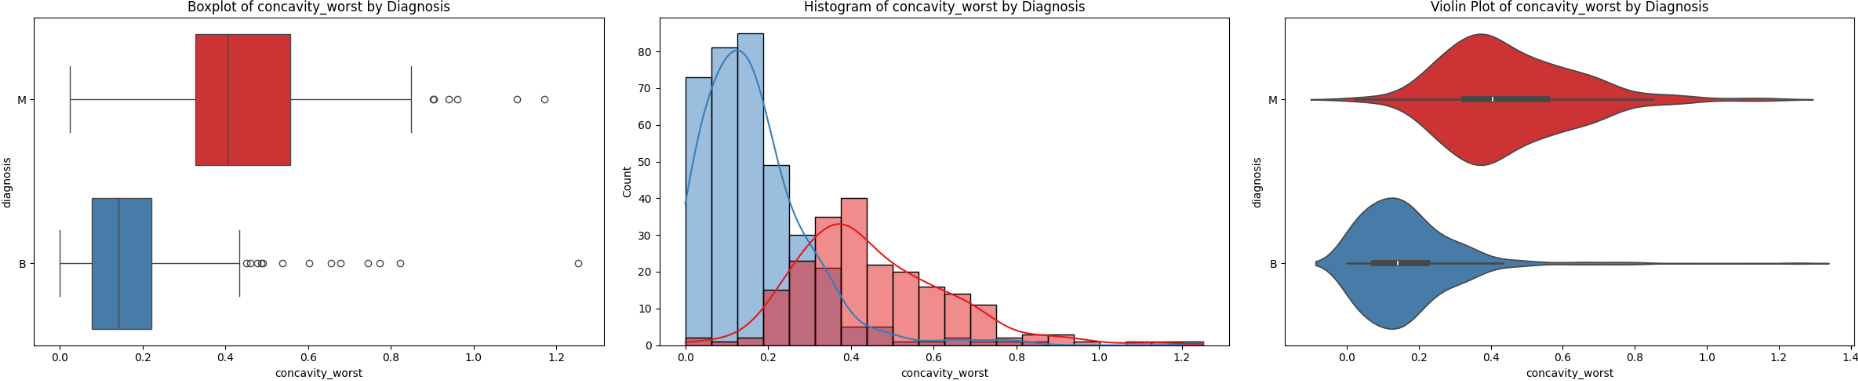 Boxplot of concavity_worst by Diagnosis
diagnosis
M
B
0.0 0.2 0.4 0.6 0.8 1.0 1.2
concavity_worst
Histogram of concavity_worst by Diagnosis
Count
80
70
60
50
40
30
20
10
0
0.0 0.2 0.4 0.6 0.8 1.0 1.2
concavity_worst
Violin Plot of concavity_worst by Diagnosis
diagnosis
M
B
0.0 0.2 0.4 0.6 0.8 1.0 1.2 1.4
concavity_worst